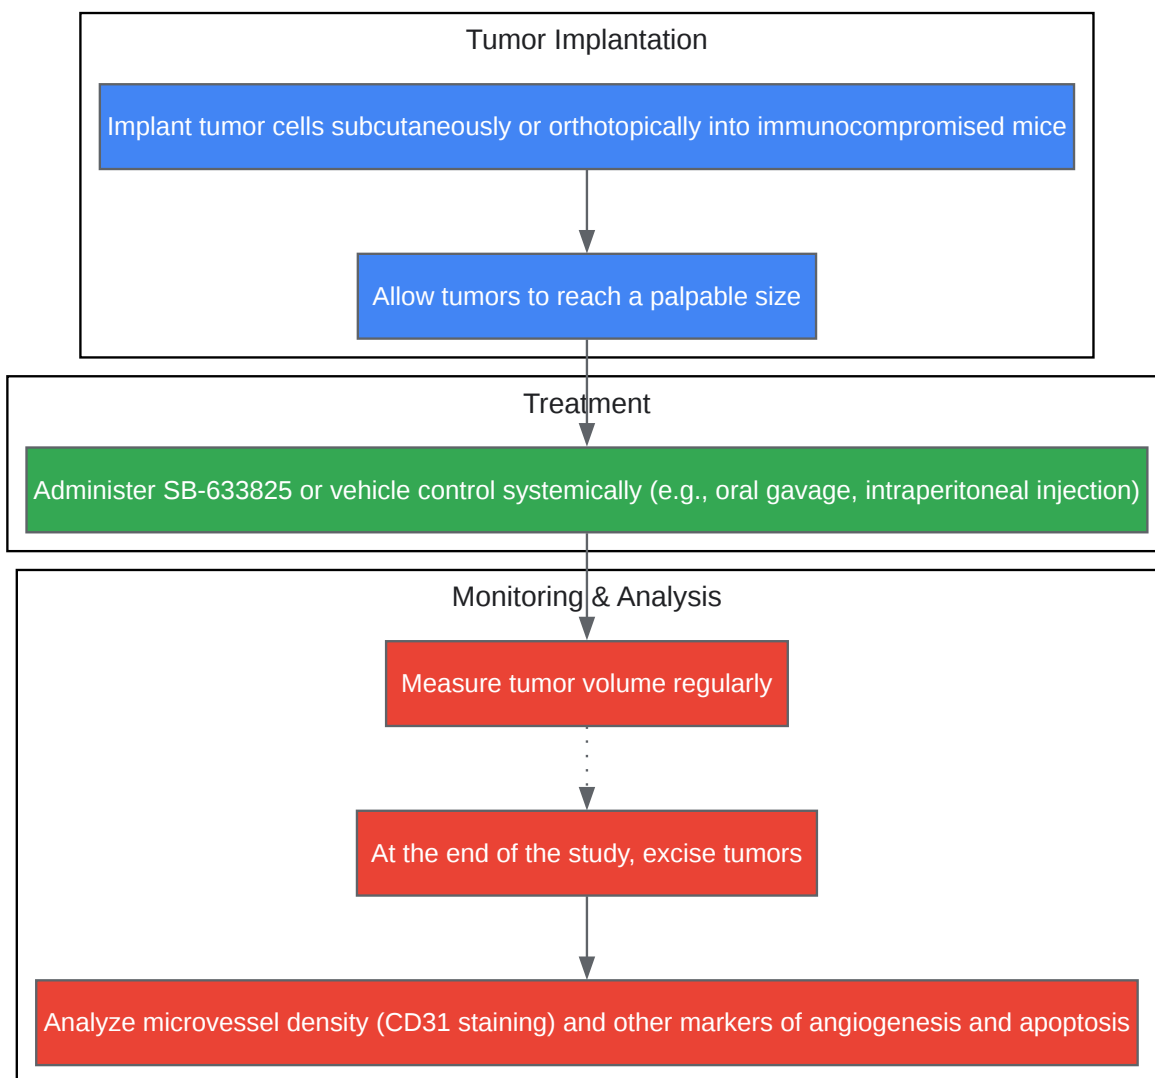 Tumor Implantation
Implant tumor cells subcutaneously or orthotopically into immunocompromised mice
Allow tumors to reach a palpable size
Treatment
Administer SB-633825 or vehicle control systemically (e.g., oral gavage, intraperitoneal injection)
Monitoring & Analysis
Measure tumor volume regularly
At the end of the study, excise tumors
Analyze microvessel density (CD31 staining) and other markers of angiogenesis and apoptosis